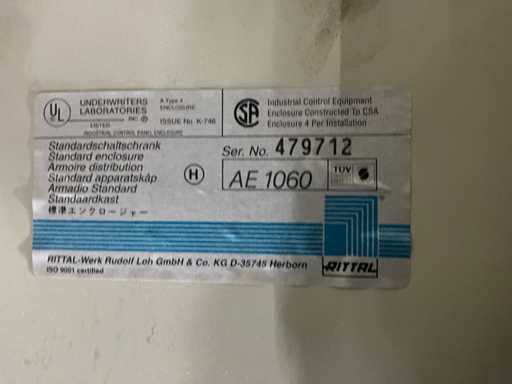 UL
UNDERWRITERS
LABORATORIES
INC.®
LISTED
INDUSTRIAL CONTROL PANEL ENCLOSURE
A Type 4
ENCLOSURE
ISSUE No. K-746
Industrial Control Equipment
Enclosure Constructed To CSA
Enclosure 4 Per Installation
Standardschaltschrank
Standard enclosure
Armoire distribution
Standard apparatskåp
Armadio Standard
Standaardkast
標準エンクロージャー
H
Ser. No. 479712
AE 1060
TÜV
RITTAL-Werk Rudolf Loh GmbH & Co. KG D-35745 Herborn
ISO 9001 certified
RITTAL